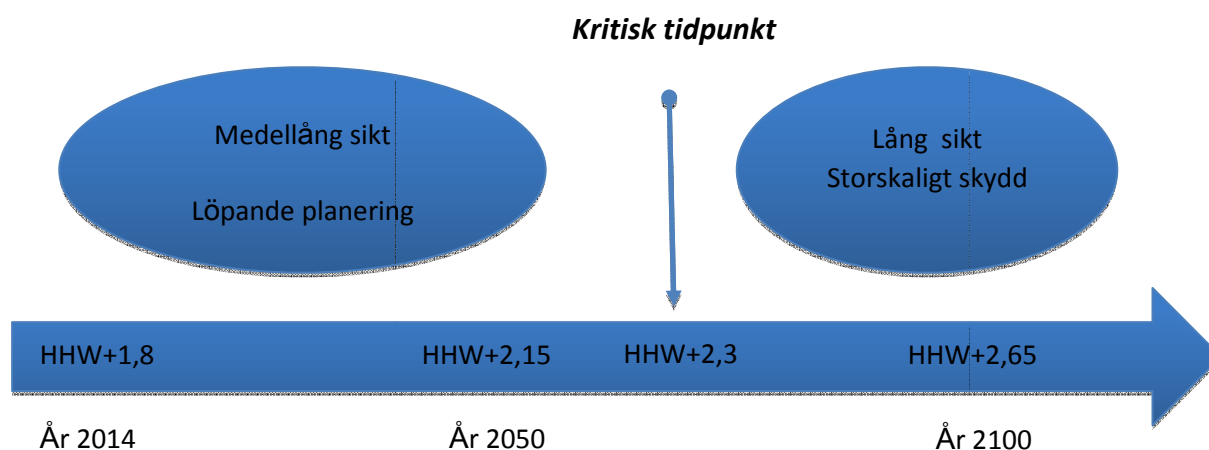 Kritisk tidpunkt
Medellång sikt
Löpande planering
Lång sikt
Storskaligt skydd
HHW+1,8
HHW+2,15
HHW+2,3
HHW+2,65
År 2014
År 2050
År 2100